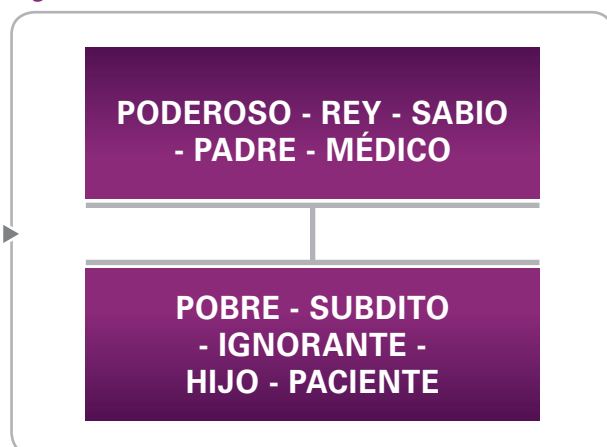 PODEROSO - REY - SABIO
- PADRE - MÉDICO
POBRE - SUBDITO
- IGNORANTE -
HIJO - PACIENTE